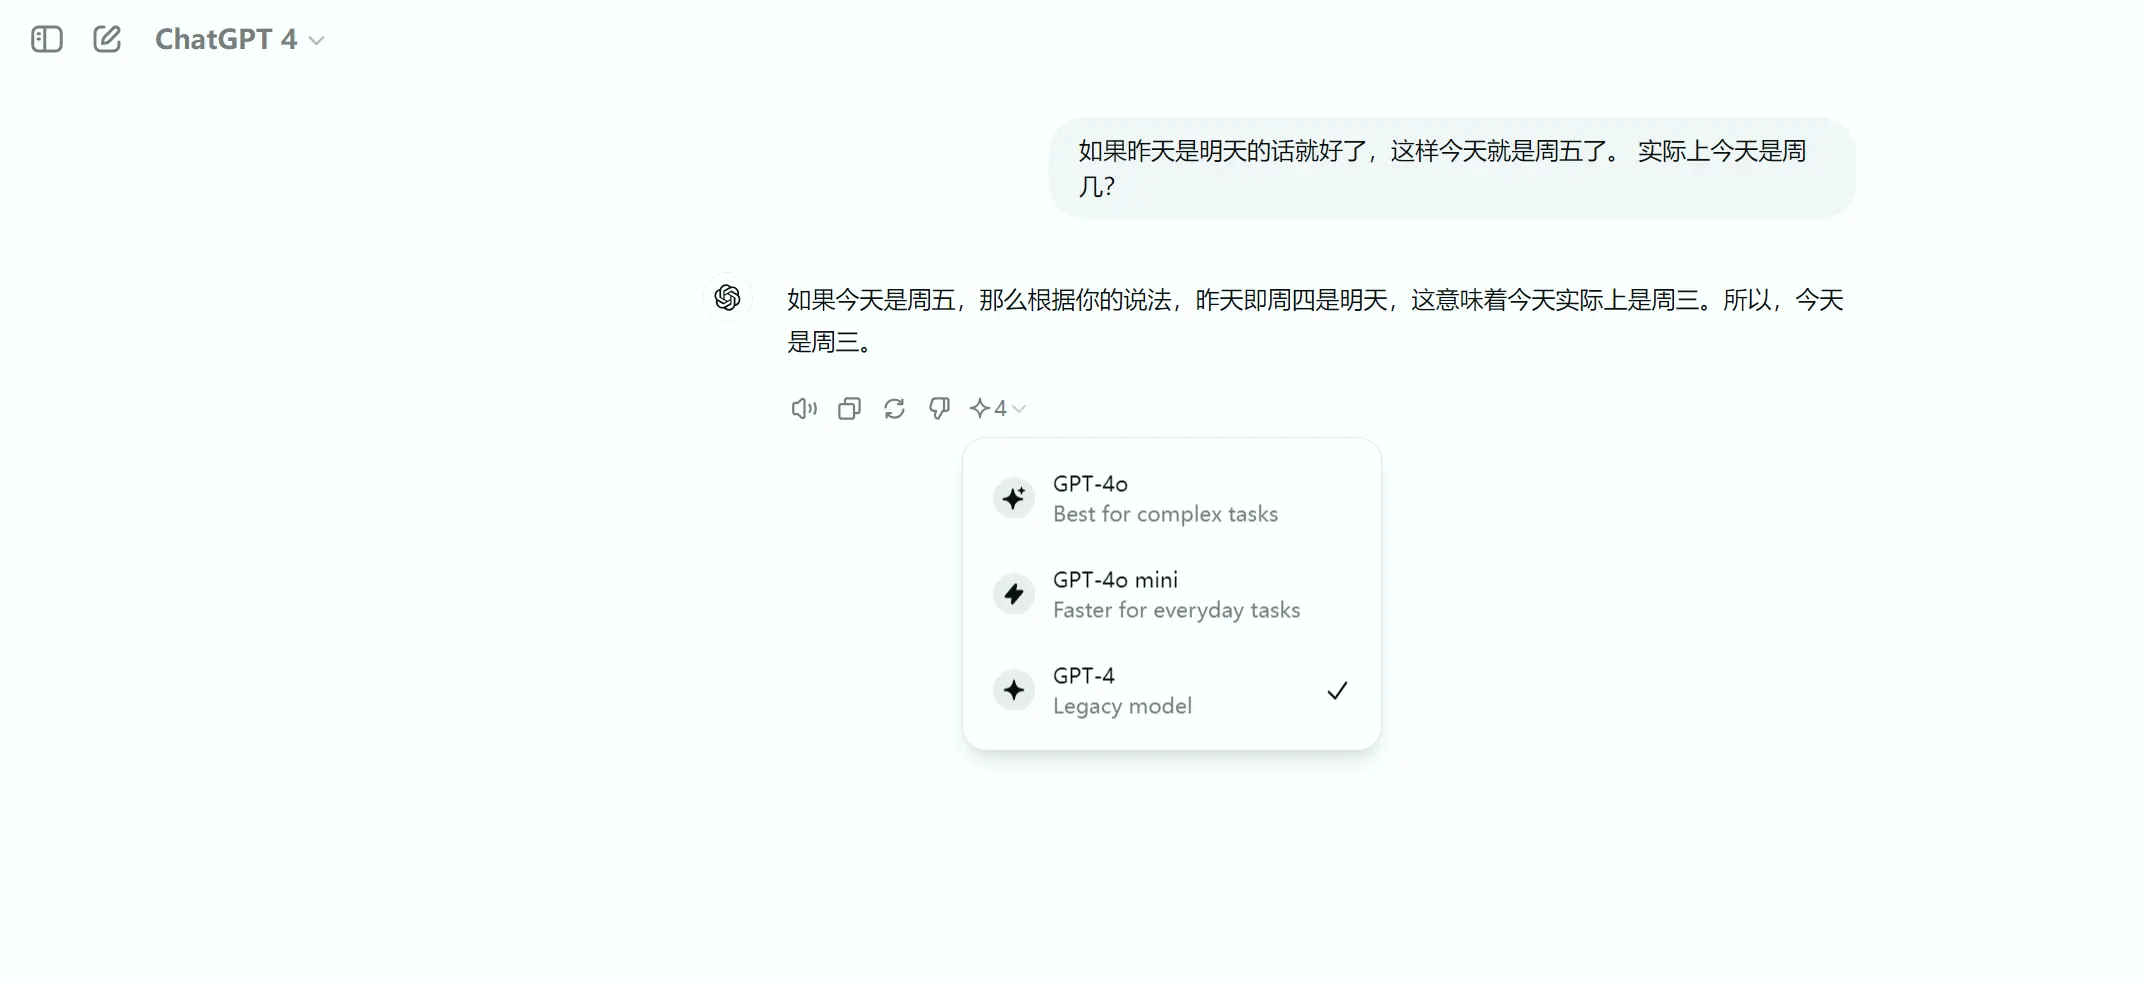 ChatGPT 4
如果昨天是明天的话就好了，这样今天就是周五了。 实际上今天是周
几？
如果今天是周五，那么根据你的说法，昨天即周四是明天，这意味着今天实际上是周三。所以，今天
是周三。
4
GPT-4o
Best for complex tasks
GPT-4o mini
Faster for everyday tasks
GPT-4
Legacy model